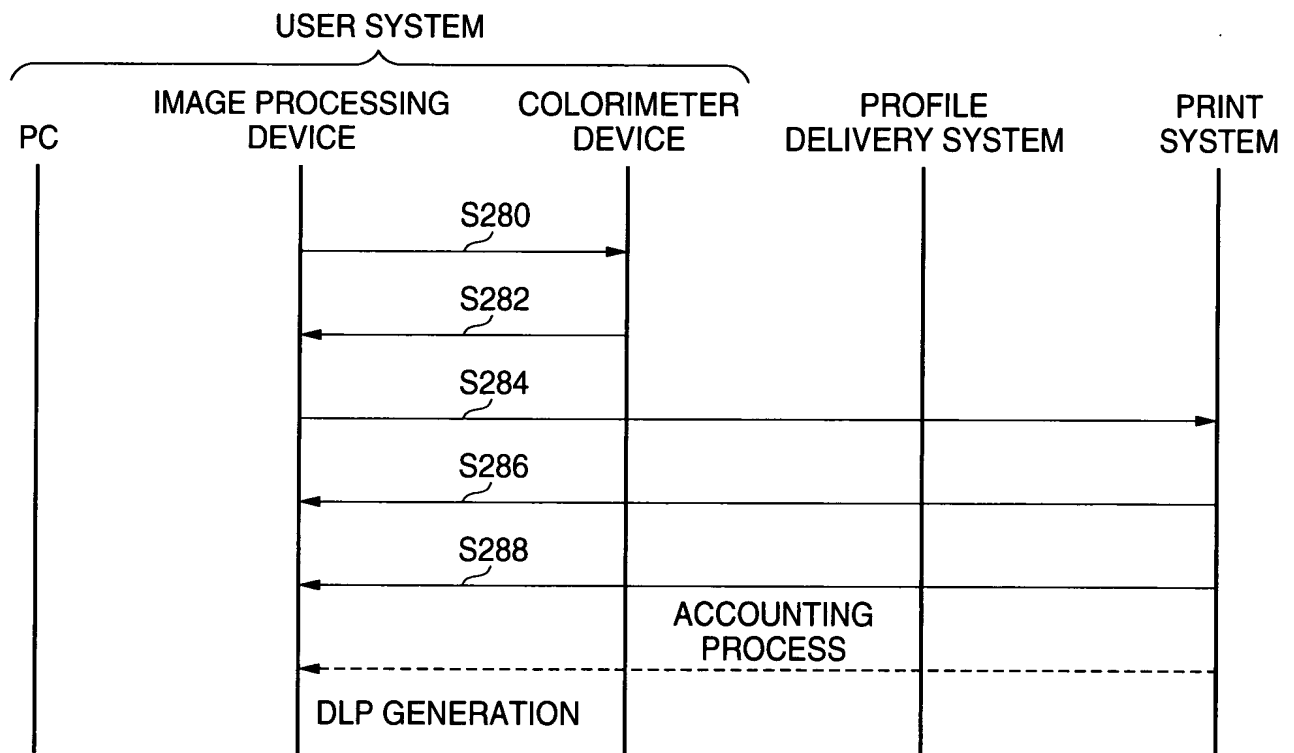 USER SYSTEM
PC
IMAGE PROCESSING
DEVICE
COLORIMETER
DEVICE
PROFILE
DELIVERY SYSTEM
PRINT
SYSTEM
S280
S282
S284
S286
S288
ACCOUNTING
PROCESS
DLP GENERATION